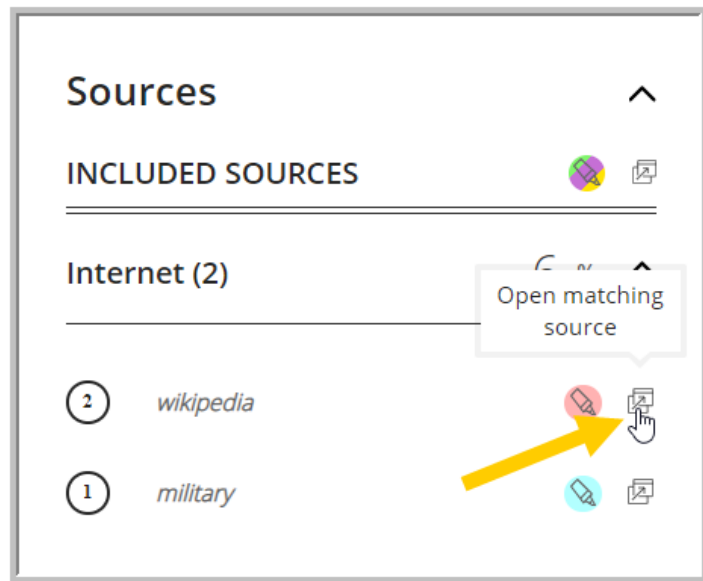 Sources
INCLUDED SOURCES
Internet (2)
Open matching
source
2 wikipedia
1 military